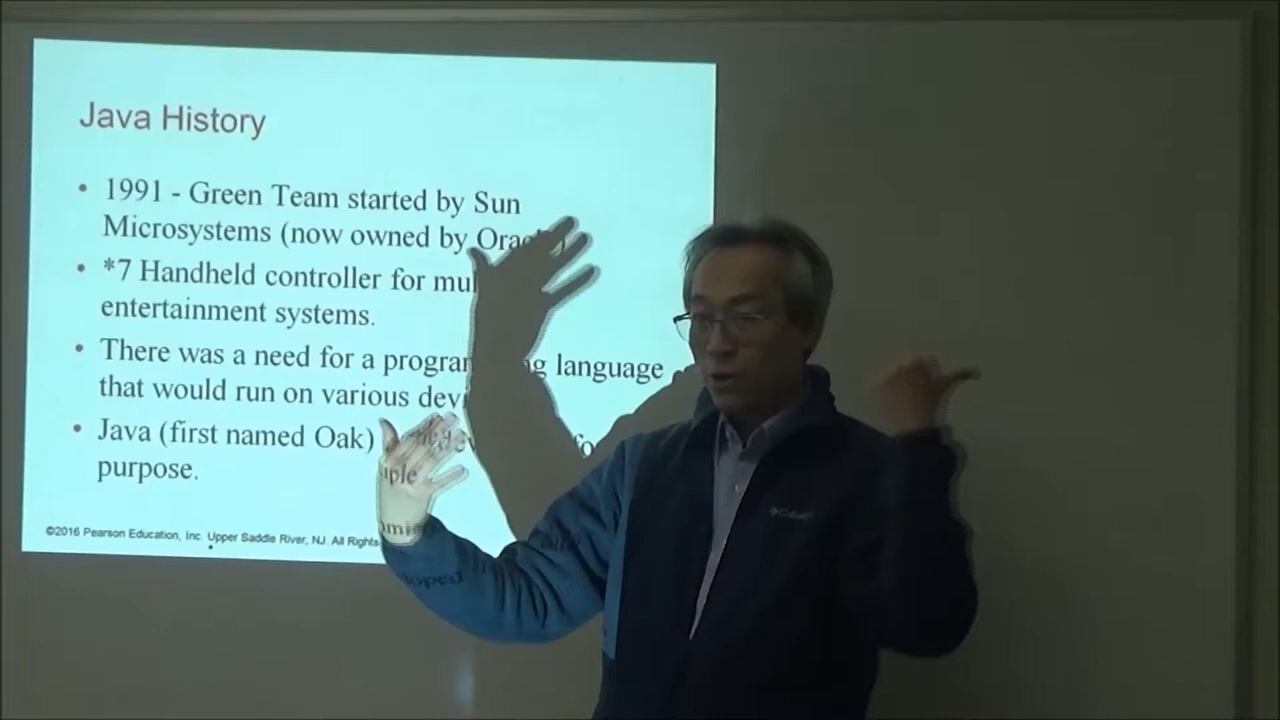 Java History
• 1991 - Green Team started by Sun
Microsystems (now owned by
• *7 Handheld controller for
entertainment systems.
• There was a need for a language
that would run on various
• Java (first named Oak)
purpose.
©2016 Pearson Education, Inc. Upper Saddle River, NJ. All Rights
Columbia